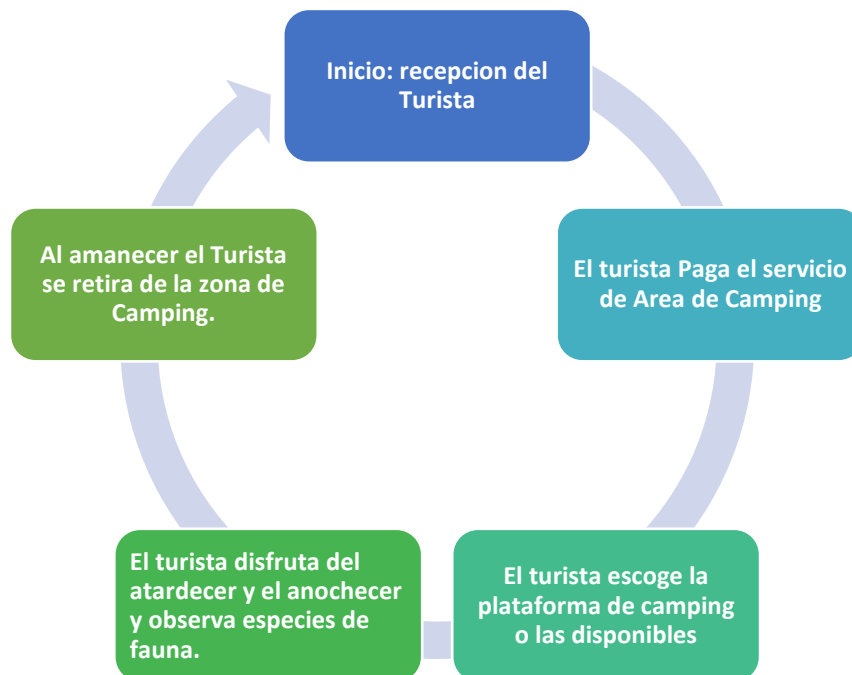 Inicio: recepcion del
Turista
El turista Paga el servicio
de Area de Camping
El turista escoge la
plataforma de camping
o las disponibles
El turista disfruta del
atardecer y el anochecer
y observa especies de
fauna.
Al amanecer el Turista
se retira de la zona de
Camping.